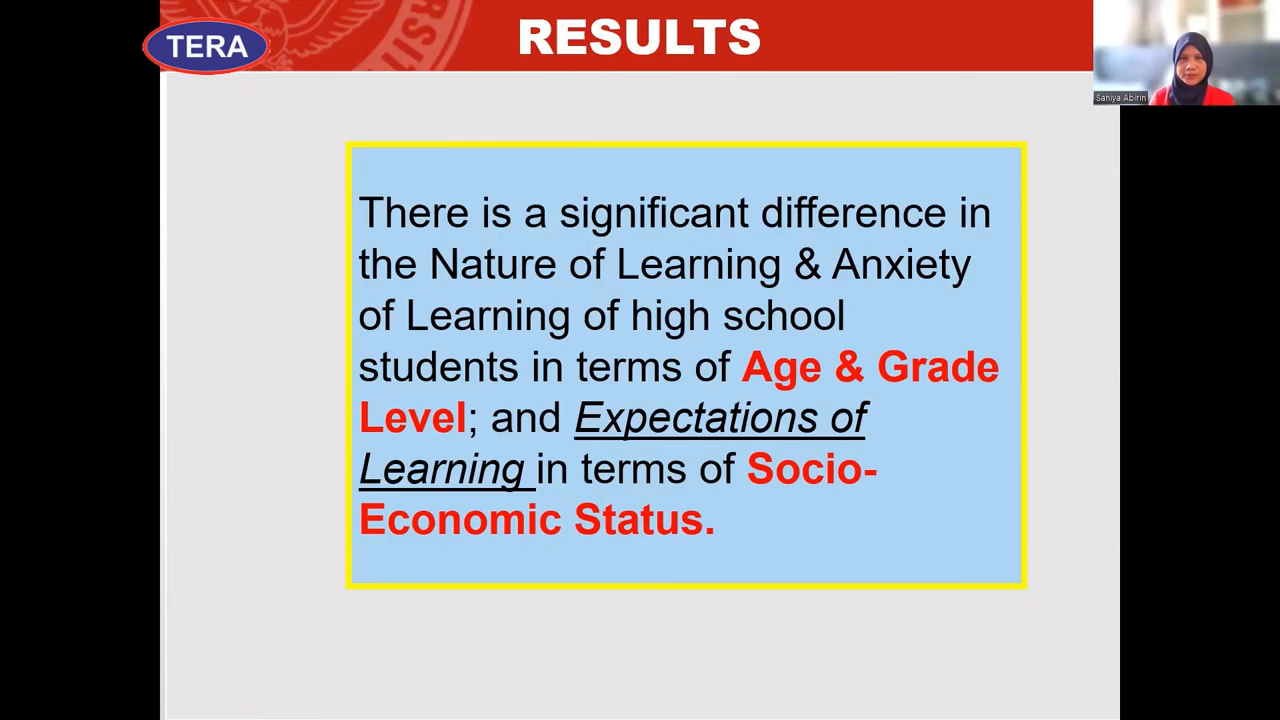 TERA
RESULTS
Saniya Abirin
There is a significant difference in
the Nature of Learning & Anxiety
of Learning of high school
students in terms of Age & Grade
Level; and Expectations of
Learning in terms of Socio-
Economic Status.